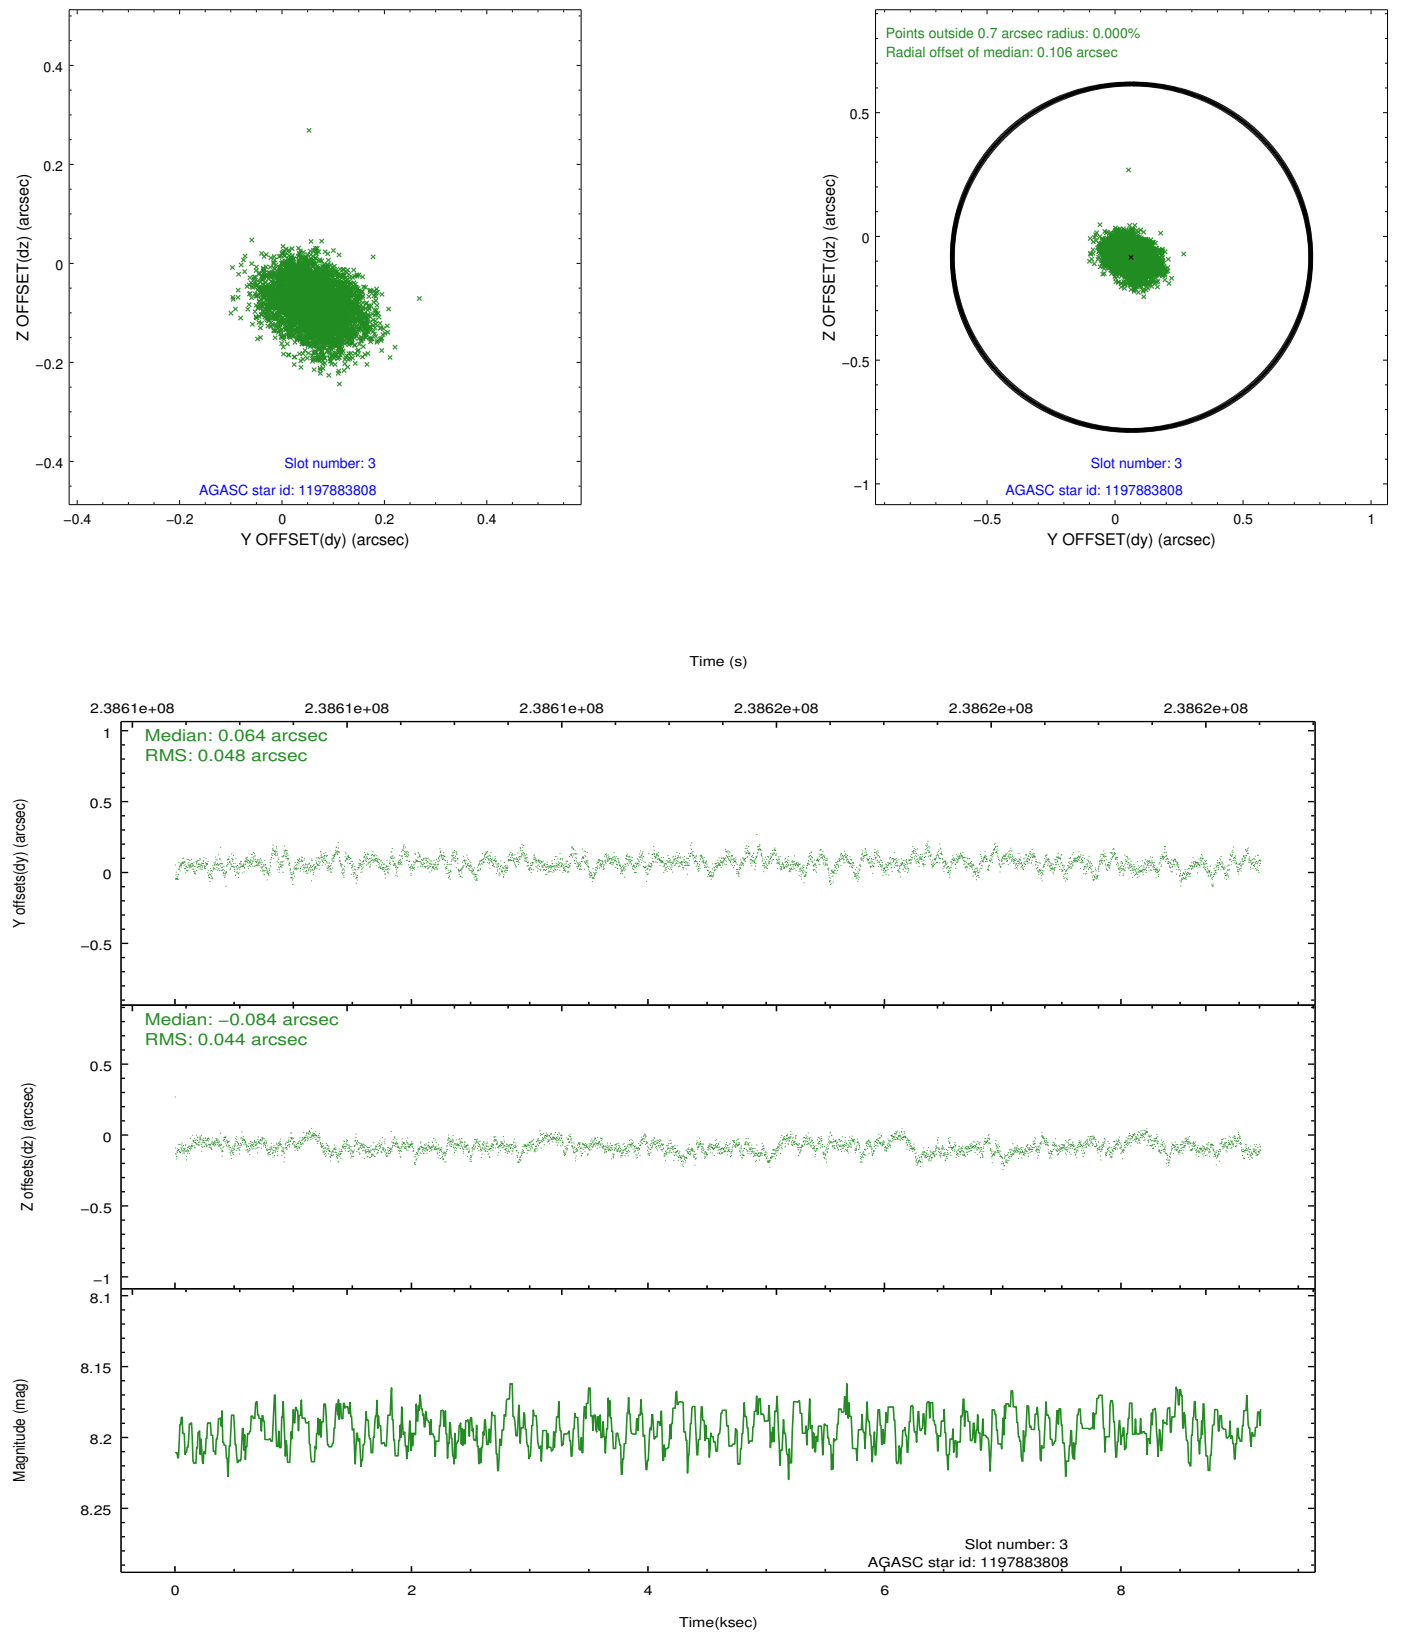 0.4
0.2
0
−0.2
−0.4
Z OFFSET(dz) (arcsec)
Slot number: 3
AGASC star id: 1197883808
−0.4 −0.2 0 0.2 0.4
Y OFFSET(dy) (arcsec)
Points outside 0.7 arcsec radius: 0.000%
Radial offset of median: 0.106 arcsec
0.5
0
−0.5
−1
Z OFFSET(dz) (arcsec)
Slot number: 3
AGASC star id: 1197883808
−0.5 0 0.5 1
Y OFFSET(dy) (arcsec)
Time (s)
2.3861e+08 2.3861e+08 2.3861e+08 2.3862e+08 2.3862e+08 2.3862e+08
Median: 0.064 arcsec
RMS: 0.048 arcsec
1
0.5
0
−0.5
Y offsets(dy) (arcsec)
Median: −0.084 arcsec
RMS: 0.044 arcsec
0.5
0
−0.5
−1
Z offsets(dz) (arcsec)
8.1
8.15
8.2
8.25
Magnitude (mag)
Slot number: 3
AGASC star id: 1197883808
0 2 4 6 8
Time(ksec)